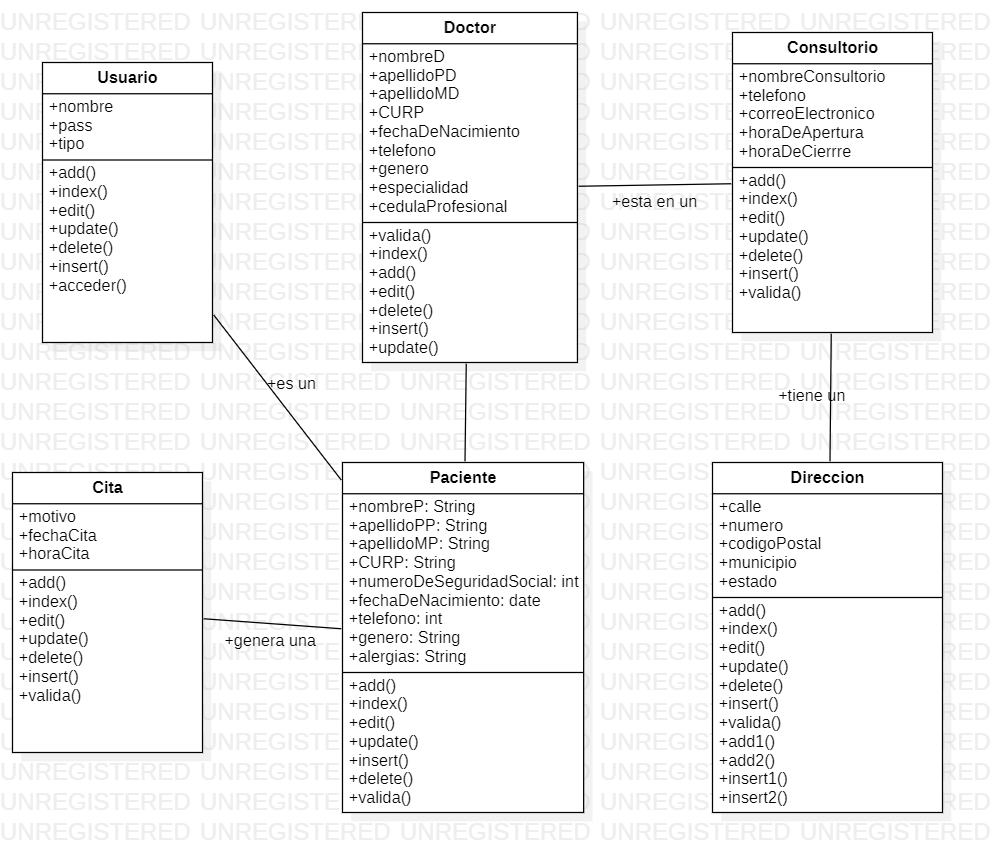 Usuario
+nombre
+pass
+tipo
+add()
+index()
+edit()
+update()
+delete()
+insert()
+acceder()
Doctor
+nombreD
+apellidoPD
+apellidoMD
+CURP
+fechaDeNacimiento
+telefono
+genero
+especialidad
+cedulaProfesional
+valida()
+index()
+add()
+edit()
+delete()
+insert()
+update()
+esta en un
Consultorio
+nombreConsultorio
+telefono
+correoElectronico
+horaDeApertura
+horaDeCierrre
+add()
+index()
+edit()
+update()
+delete()
+insert()
+valida()
+es un
+tiene un
Cita
+motivo
+fechaCita
+horaCita
+add()
+index()
+edit()
+update()
+delete()
+insert()
+valida()
+genera una
Paciente
+nombreP: String
+apellidoPP: String
+apellidoMP: String
+CURP: String
+numeroDeSeguridadSocial: int
+fechaDeNacimiento: date
+telefono: int
+genero: String
+alergias: String
+add()
+index()
+edit()
+update()
+insert()
+delete()
+valida()
Direccion
+calle
+numero
+codigoPostal
+municipio
+estado
+add()
+index()
+edit()
+update()
+delete()
+insert()
+valida()
+add1()
+add2()
+insert1()
+insert2()
UNREGISTERED